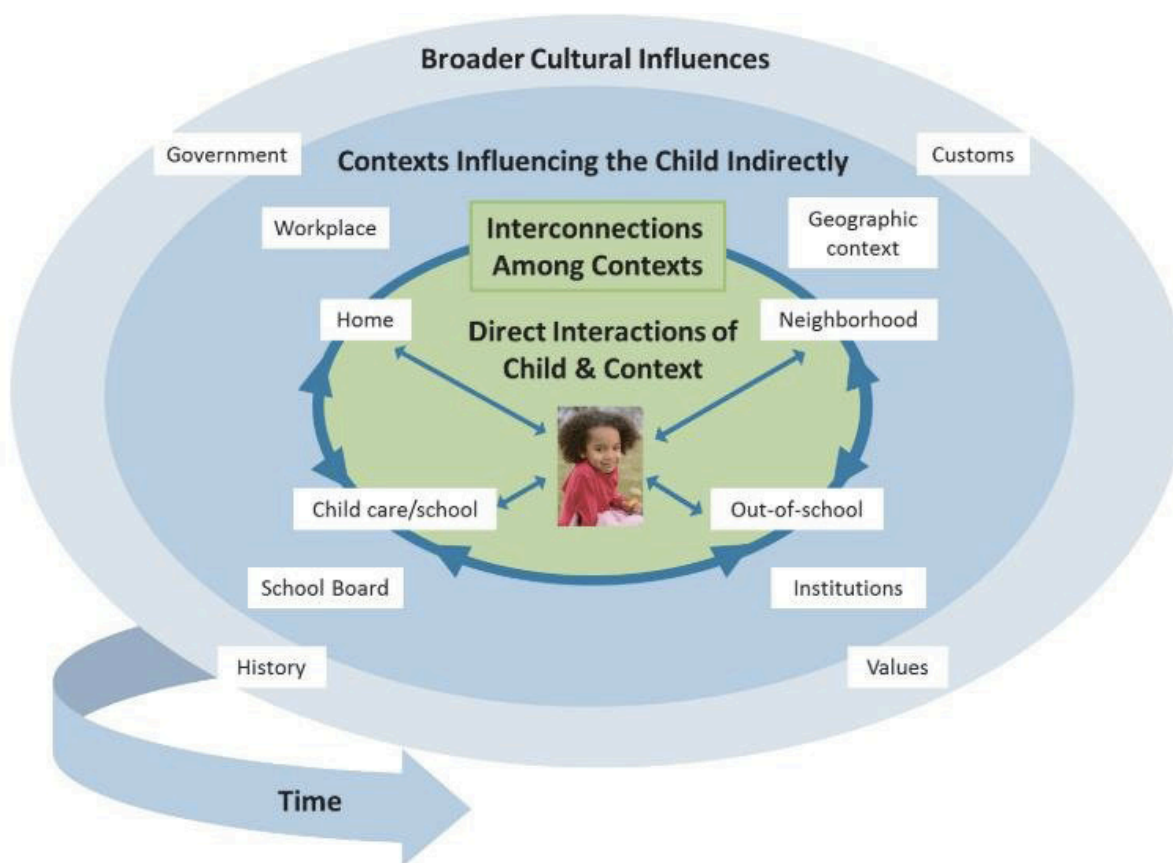 Broader Cultural Influences
Government
Customs
Contexts Influencing the Child Indirectly
Workplace
Geographic
context
Interconnections
Among Contexts
Home
Neighborhood
Direct Interactions of
Child & Context
Child care/school
Out-of-school
School Board
Institutions
History
Values
Time